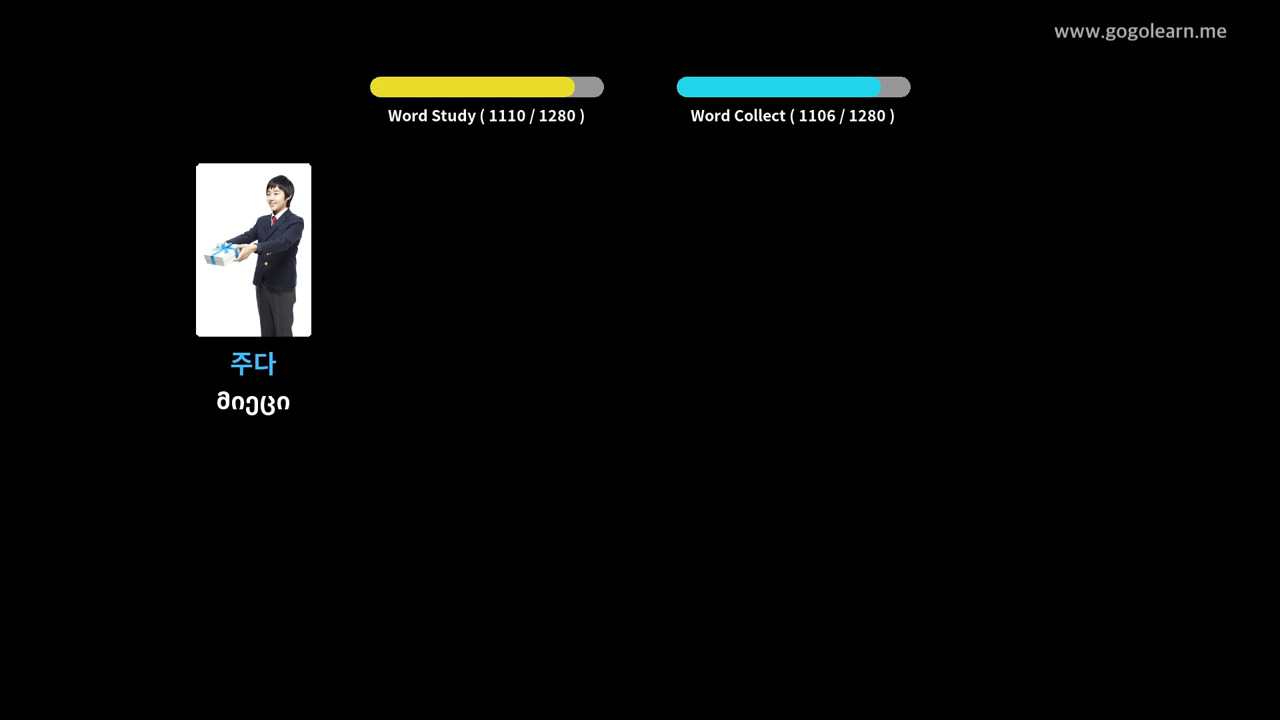 www.gogolearn.me
Word Study ( 1110 / 1280 )
Word Collect ( 1106 / 1280 )
주다
მიეცი